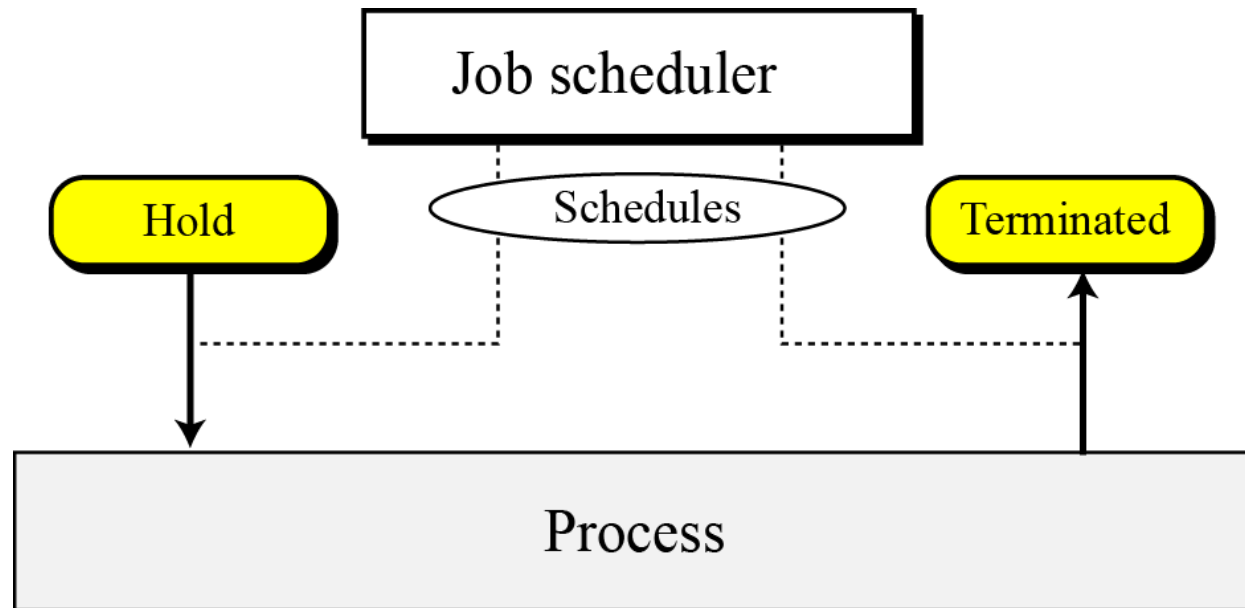 Job scheduler
Hold
Schedules
Terminated
Process